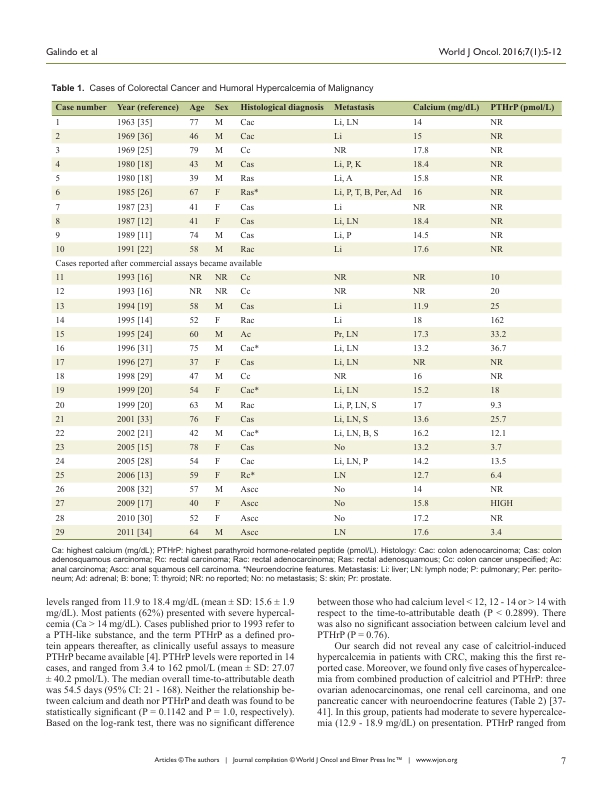 Galindo et al
World J Oncol. 2016;7(1):5-12
Table 1. Cases of Colorectal Cancer and Humoral Hypercalcemia of Malignancy
Case number Year (reference) Age Sex Histological diagnosis Metastasis Calcium (mg/dL) PTHrP (pmol/L)
1 1963 [35] 77 M Cac Li, LN 14 NR
2 1969 [36] 46 M Cac Li 15 NR
3 1969 [25] 79 M Cc NR 17.8 NR
4 1980 [18] 43 M Cas Li, P, K 18.4 NR
5 1980 [18] 39 M Ras Li, A 15.8 NR
6 1985 [26] 67 F Ras* Li, P, T, B, Per, Ad 16 NR
7 1987 [23] 41 F Cas Li NR NR
8 1987 [12] 41 F Cas Li, LN 18.4 NR
9 1989 [11] 74 M Cas Li, P 14.5 NR
10 1991 [22] 58 M Rac Li 17.6 NR
Cases reported after commercial assays became available
11 1993 [16] NR NR Cc NR NR 10
12 1993 [16] NR NR Cc NR NR 20
13 1994 [19] 58 M Cas Li 11.9 25
14 1995 [14] 52 F Rac Li 18 162
15 1995 [24] 60 M Ac Pr, LN 17.3 33.2
16 1996 [31] 75 M Cac* Li, LN 13.2 36.7
17 1996 [27] 37 F Cas Li, LN NR NR
18 1998 [29] 47 M Cc NR 16 NR
19 1999 [20] 54 F Cac* Li, LN 15.2 18
20 1999 [20] 63 M Rac Li, P, LN, S 17 9.3
21 2001 [33] 76 F Cas Li, LN, S 13.6 25.7
22 2002 [21] 42 M Cac* Li, LN, B, S 16.2 12.1
23 2005 [15] 78 F Cas No 13.2 3.7
24 2005 [28] 54 F Cac Li, LN, P 14.2 13.5
25 2006 [13] 59 F Rc* LN 12.7 6.4
26 2008 [32] 57 M Ascc No 14 NR
27 2009 [17] 40 F Ascc No 15.8 HIGH
28 2010 [30] 52 F Ascc No 17.2 NR
29 2011 [34] 64 M Ascc LN 17.6 3.4
Ca: highest calcium (mg/dL); PTHrP: highest parathyroid hormone-related peptide (pmol/L). Histology: Cac: colon adenocarcinoma; Cas: colon
adenosquamous carcinoma; Rc: rectal carcinoma; Rac: rectal adenocarcinoma; Ras: rectal adenosquamous; Cc: colon cancer unspecified; Ac:
anal carcinoma; Ascc: anal squamous cell carcinoma. *Neuroendocrine features. Metastasis: Li: liver; LN: lymph node; P: pulmonary; Per: perito-
neum; Ad: adrenal; B: bone; T: thyroid; NR: no reported; No: no metastasis; S: skin; Pr: prostate.
levels ranged from 11.9 to 18.4 mg/dL (mean ± SD: 15.6 ± 1.9
mg/dL). Most patients (62%) presented with severe hypercal-
cemia (Ca > 14 mg/dL). Cases published prior to 1993 refer to
a PTH-like substance, and the term PTHrP as a defined pro-
tein appears thereafter, as clinically useful assays to measure
PTHrP became available [4]. PTHrP levels were reported in 14
cases, and ranged from 3.4 to 162 pmol/L (mean ± SD: 27.07
± 40.2 pmol/L). The median overall time-to-attributable death
was 54.5 days (95% CI: 21 - 168). Neither the relationship be-
tween calcium and death nor PTHrP and death was found to be
statistically significant (P = 0.1142 and P = 1.0, respectively).
Based on the log-rank test, there was no significant difference
between those who had calcium level < 12, 12 - 14 or > 14 with
respect to the time-to-attributable death (P < 0.2899). There
was also no significant association between calcium level and
PTHrP (P = 0.76).
Our search did not reveal any case of calcitriol-induced
hypercalcemia in patients with CRC, making this the first re-
ported case. Moreover, we found only five cases of hypercalce-
mia from combined production of calcitriol and PTHrP: three
ovarian adenocarcinomas, one renal cell carcinoma, and one
pancreatic cancer with neuroendocrine features (Table 2) [37-
41]. In this group, patients had moderate to severe hypercalce-
mia (12.9 - 18.9 mg/dL) on presentation. PTHrP ranged from
Articles © The authors | Journal compilation © World J Oncol and Elmer Press Inc™ | www.wjon.org
7